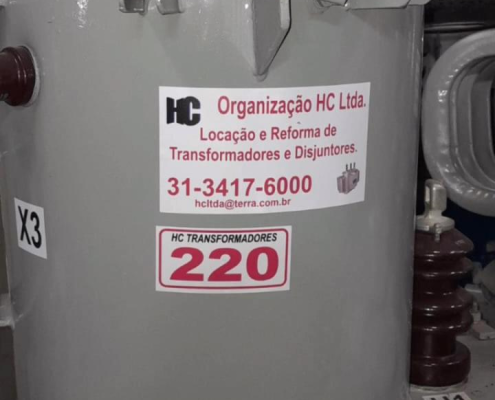 HC Organização HC Ltda.
Locação e Reforma de
Transformadores e Disjuntores.
31-3417-6000
hcltda@terra.com.br
X3
HC TRANSFORMADORES
220